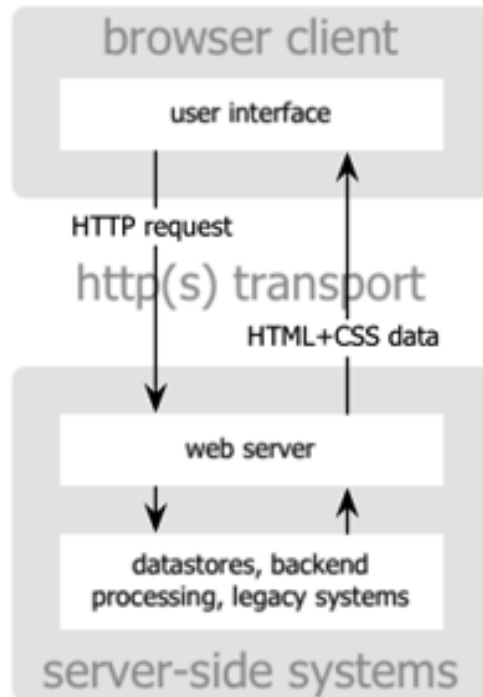 browser client
user interface
HTTP request
http(s) transport
HTML+CSS data
web server
datastores, backend
processing, legacy systems
server-side systems